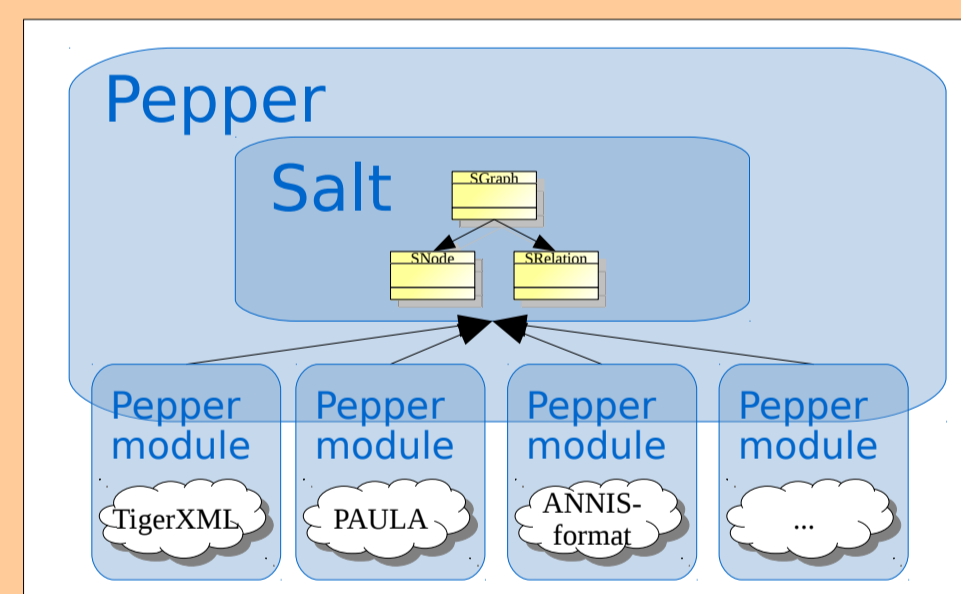 Pepper
Salt
SGraph
SNode
SRelation
Pepper
module
TigerXML
Pepper
module
PAULA
Pepper
module
ANNIS-
format
Pepper
module
...